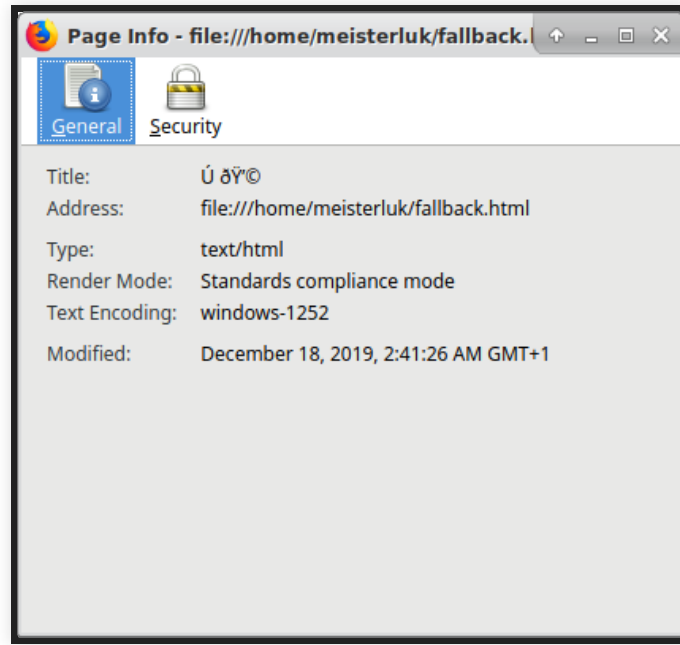 Page Info - file:///home/meisterluk/fallback.
General
Security
Title: Ú ðŸ’©
Address: file:///home/meisterluk/fallback.html
Type: text/html
Render Mode: Standards compliance mode
Text Encoding: windows-1252
Modified: December 18, 2019, 2:41:26 AM GMT+1